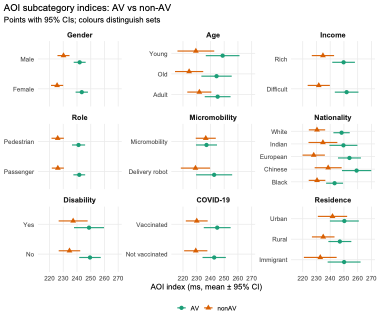 AOI subcategory indices: AV vs non-AV
Points with 95% CIs; colours distinguish sets
Gender
Male
Female
Age
Young
Old
Adult
Income
Rich
Difficult
Role
Pedestrian
Passenger
Micromobility
Micromobility
Delivery robot
Nationality
White
Indian
European
Chinese
Black
Disability
Yes
No
220 230 240 250 260 270
COVID-19
Vaccinated
Not vaccinated
220 230 240 250 260 270
Residence
Urban
Rural
Immigrant
220 230 240 250 260 270
AOI index (ms, mean ± 95% CI)
AV nonAV